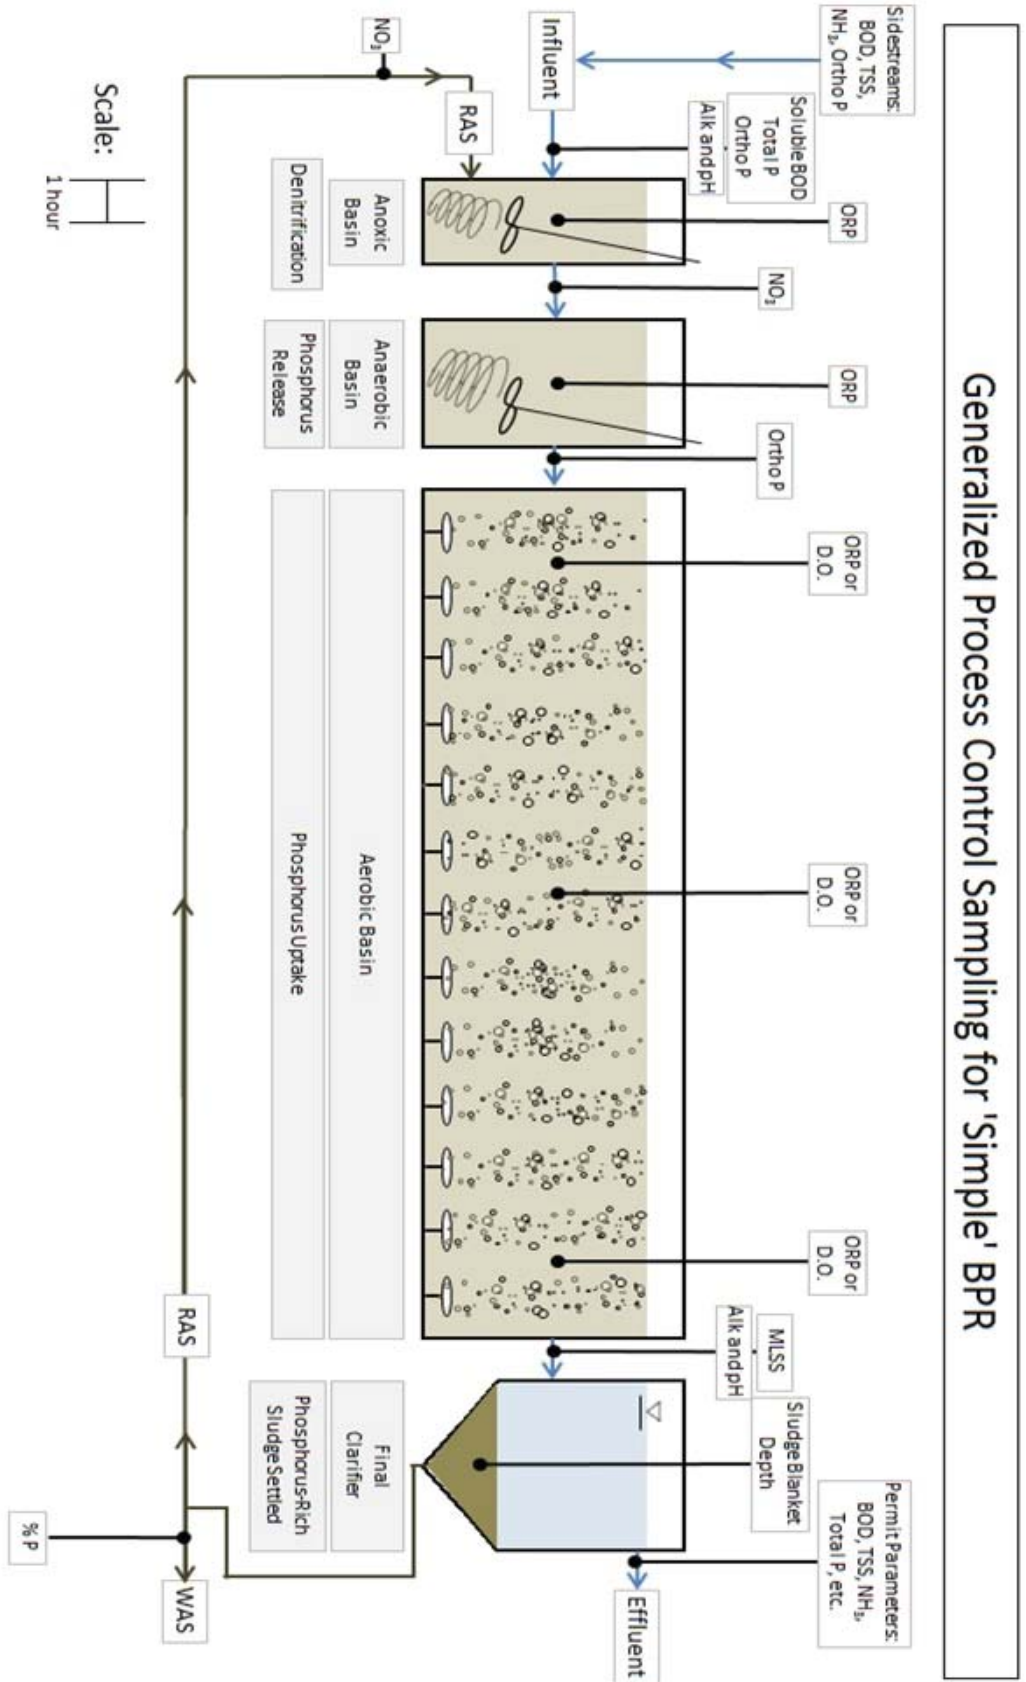 Generalized Process Control Sampling for 'Simple' BPR
Sidestreams:
BOD, TSS,
NH₃, Ortho P
Soluble BOD
Total P
Ortho P
Alk and pH
ORP
NO₃
ORP
Ortho P
ORP or
D.O.
ORP or
D.O.
ORP or
D.O.
MLSS
Alk and pH
Sludge Blanket
Depth
Permit Parameters:
BOD, TSS, NH₃,
Total P, etc.
Influent
Effluent
NO₃
RAS
Anoxic
Basin
Denitrification
Anaerobic
Basin
Phosphorus
Release
Aerobic Basin
Phosphorus Uptake
Final
Clarifier
Phosphorus-Rich
Sludge Settled
RAS
WAS
% P
Scale:
1 hour